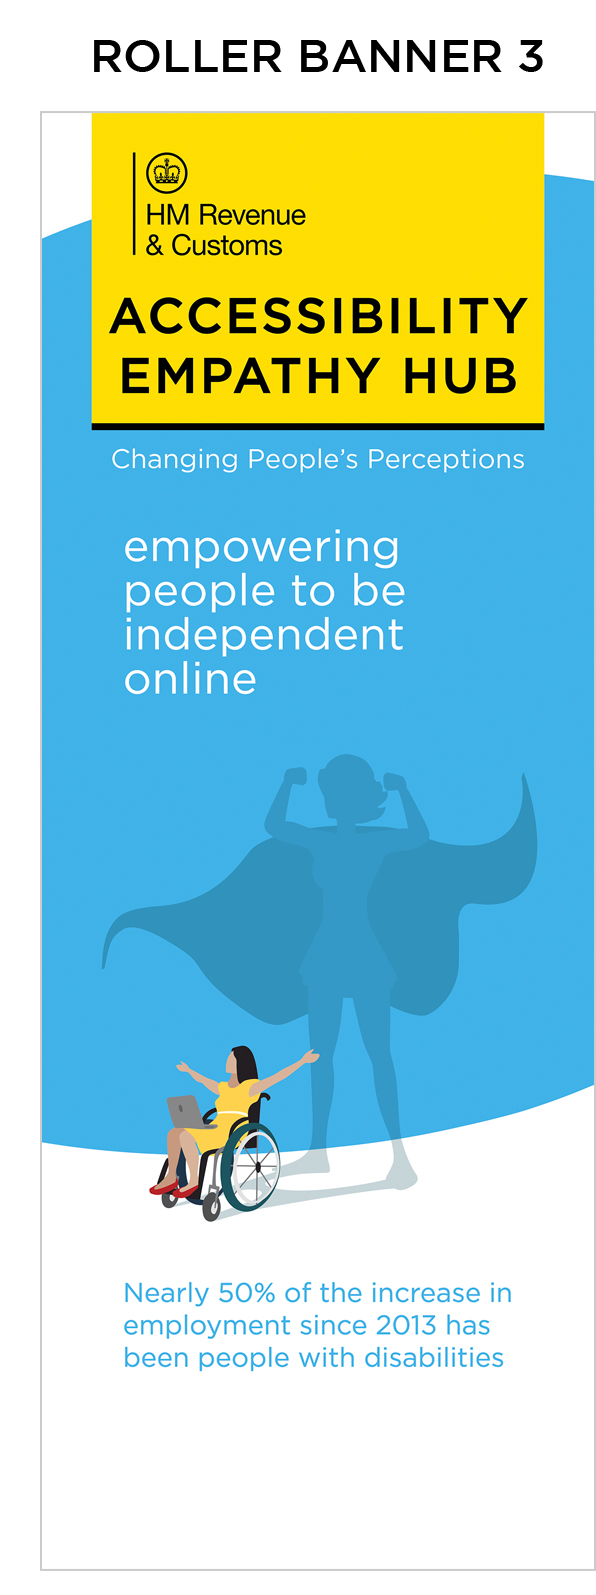 ROLLER BANNER 3
HM Revenue
& Customs
ACCESSIBILITY
EMPATHY HUB
Changing People’s Perceptions
empowering
people to be
independent
online
Nearly 50% of the increase in
employment since 2013 has
been people with disabilities